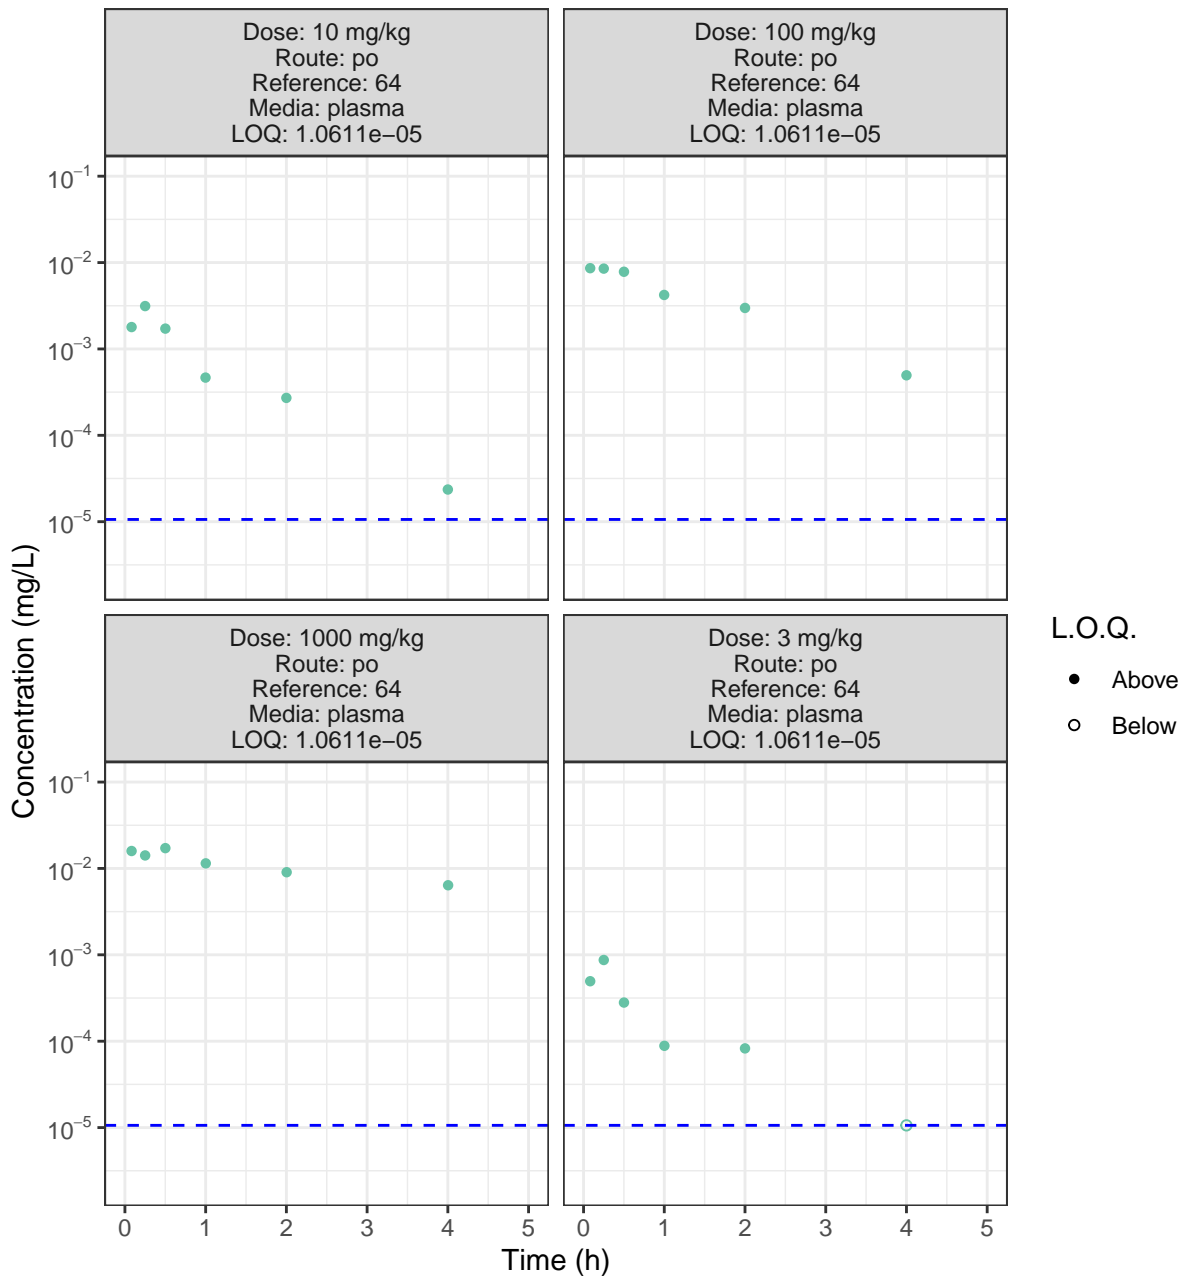 Dose: 10 mg/kg
Route: po
Reference: 64
Media: plasma
LOQ: 1.0611e−05
Dose: 100 mg/kg
Route: po
Reference: 64
Media: plasma
LOQ: 1.0611e−05
10⁻¹
10⁻²
10⁻³
10⁻⁴
10⁻⁵
Concentration (mg/L)
Dose: 1000 mg/kg
Route: po
Reference: 64
Media: plasma
LOQ: 1.0611e−05
Dose: 3 mg/kg
Route: po
Reference: 64
Media: plasma
LOQ: 1.0611e−05
10⁻¹
10⁻²
10⁻³
10⁻⁴
10⁻⁵
0 1 2 3 4 5
0 1 2 3 4 5
Time (h)
L.O.Q.
Above
Below